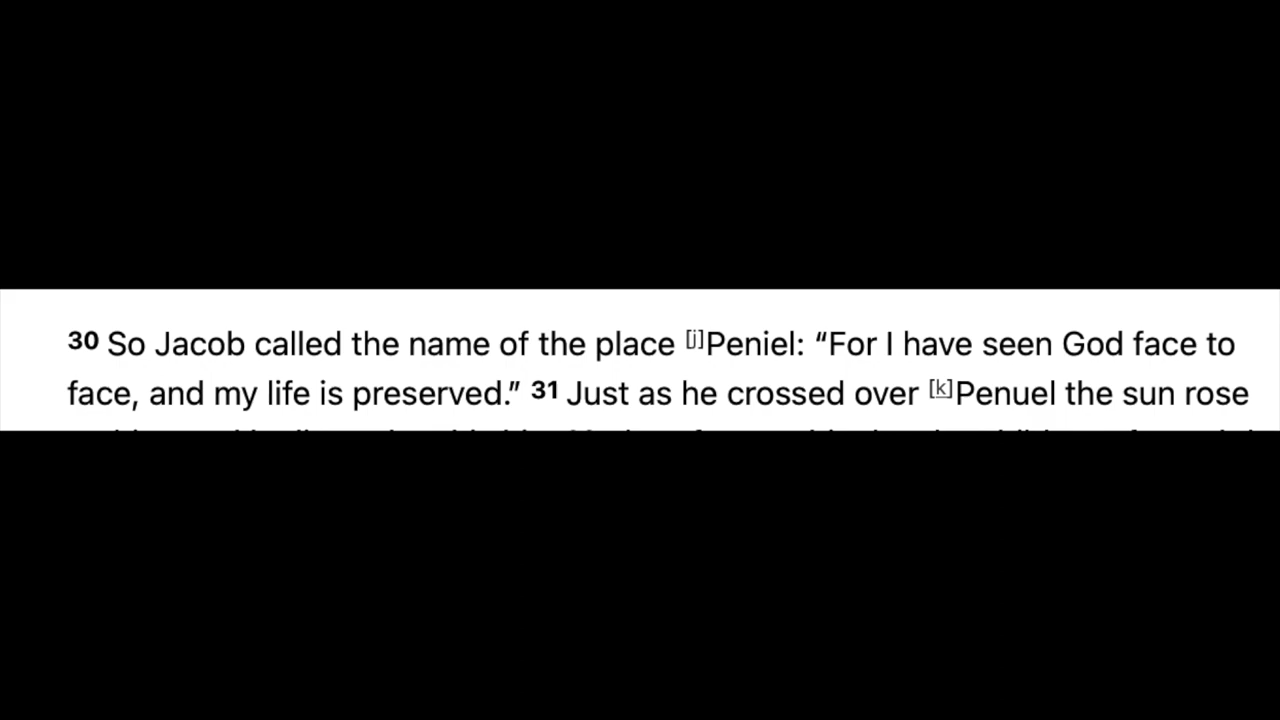 30 So Jacob called the name of the place [j]Peniel: “For I have seen God face to
face, and my life is preserved.” 31 Just as he crossed over [k]Penuel the sun rose